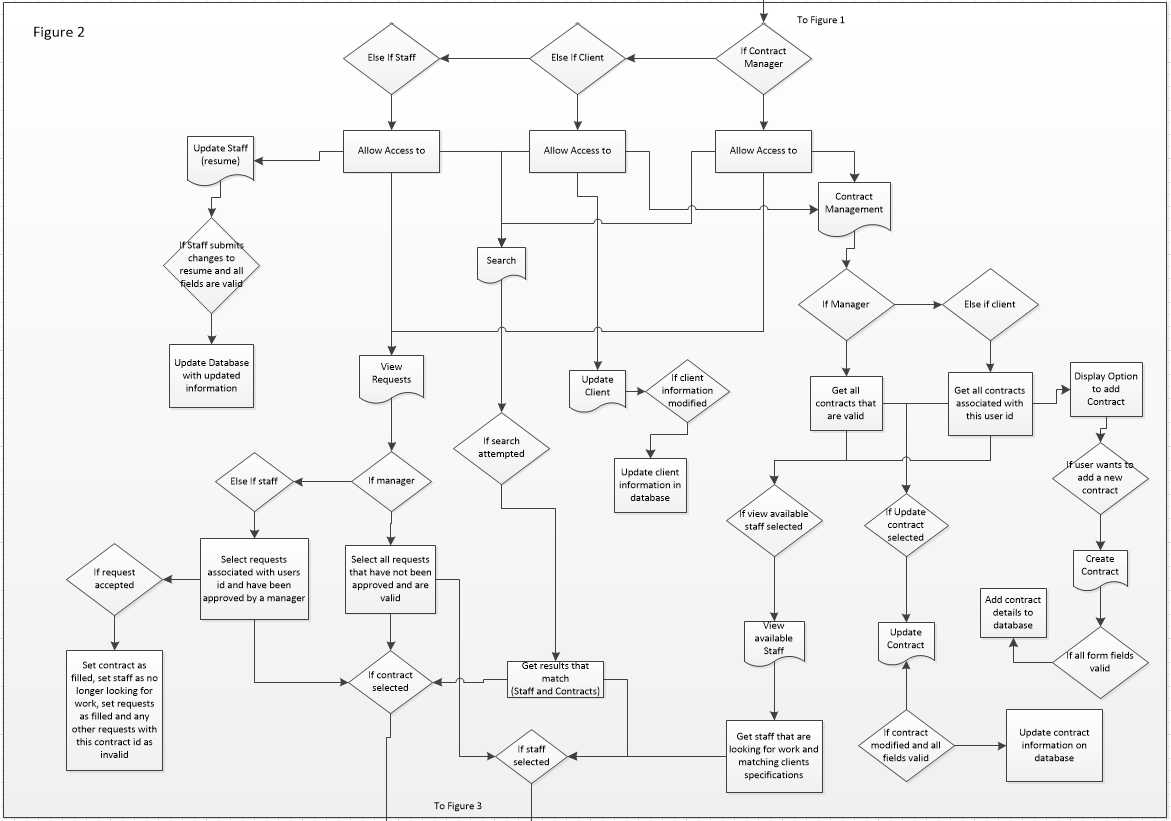 Figure 2
To Figure 1
Else If Staff
Else If Client
If Contract
Manager
Allow Access to
Allow Access to
Allow Access to
Update Staff
(resume)
Contract
Management
If Staff submits
changes to
resume and all
fields are valid
Search
If Manager
Else if client
Update Database
with updated
information
View
Requests
Update
Client
If client
information
modified
Get all
contracts that
are valid
Get all contracts
associated with
this user id
Display Option
to add
Contract
If search
attempted
Else If staff
If manager
Update client
information in
database
If user wants to
add a new
contract
If view available
staff selected
If Update
contract
selected
If request
accepted
Select requests
associated with users
id and have been
approved by a manager
Select all requests
that have not been
approved and are
valid
Create
Contract
Add contract
details to
database
View
available
Staff
Update
Contract
If all form fields
valid
Set contract as
filled, set staff as no
longer looking for
work, set requests
as filled and any
other requests with
this contract id as
invalid
If contract
selected
Get results that
match
(Staff and Contracts)
If staff
selected
Get staff that are
looking for work and
matching clients
specifications
If contract
modified and all
fields valid
Update contract
information on
database
To Figure 3